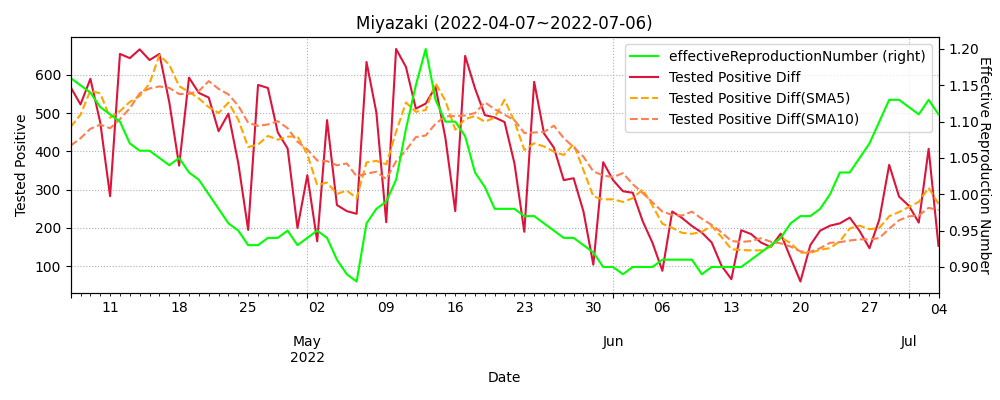 Miyazaki (2022-04-07~2022-07-06)
effectiveReproductionNumber (right)
Tested Positive Diff
Tested Positive Diff(SMA5)
Tested Positive Diff(SMA10)
Tested Positive
600
500
400
300
200
100
1.20
1.15
1.10
1.05
1.00
0.95
0.90
Effective Reproduction Number
11 18 25 02 09 16 23 30 06 13 20 27 04
May Jun Jul
2022
Date